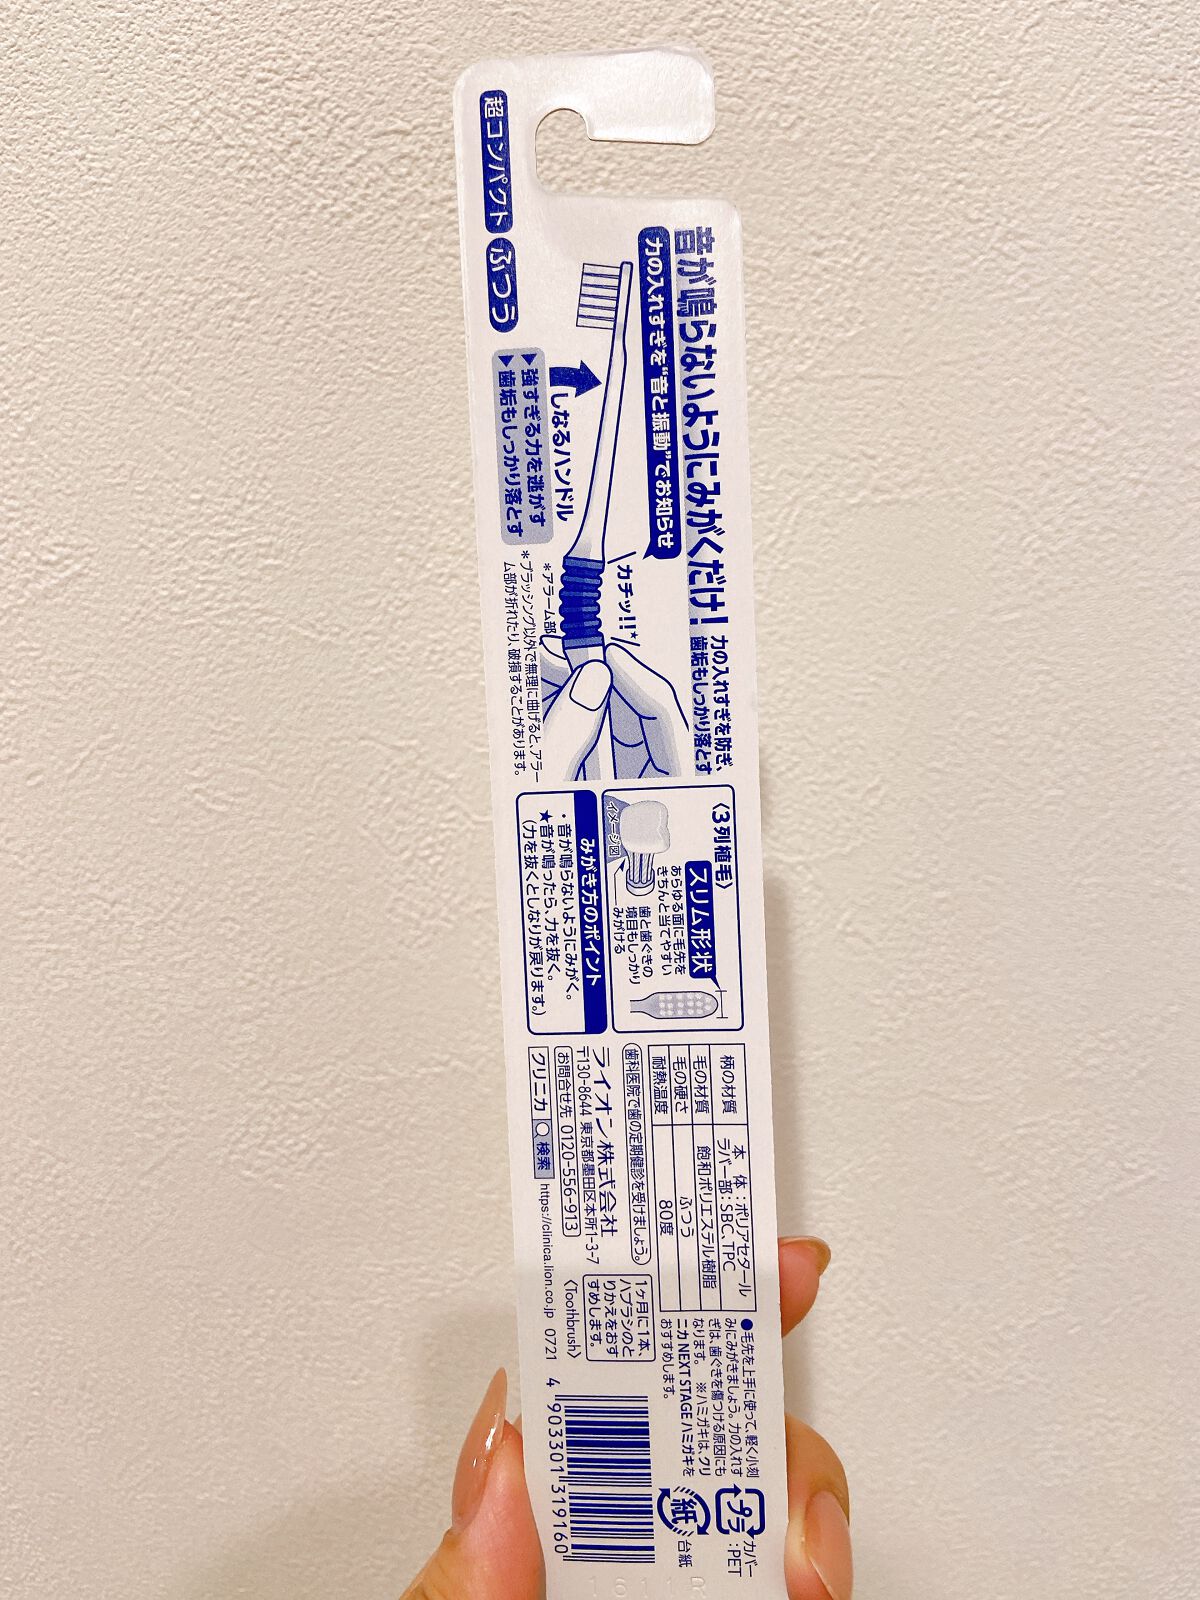 超コンパクト ふつう
音が鳴らないようにみがくだけ!
力の入れすぎを防ぎ、
歯垢もしっかり落とす
力の入れすぎを“音と振動”でお知らせ
カチッ!!★
しなるハンドル
▶強すぎる力を逃がす
▶歯垢もしっかり落とす
*アラーム部
*ブラッシング以外で無理に曲げると、アラー
ム部が折れたり、破損することがあります。
〈3列植毛〉
スリム形状
あらゆる面に毛先を
きちんと当てやすい
歯と歯ぐきの
境目もしっかり
みがける
イメージ図
みがき方のポイント
・音が鳴らないようにみがく。
★音が鳴ったら、力を抜く。
(力を抜くとしなりが戻ります。)
柄の材質 本 体:ポリアセタール
ラバー部:SBC、TPC
毛の材質 飽和ポリエステル樹脂
毛の硬さ ふつう
耐熱温度 80度
歯科医院で歯の定期健診を受けましょう。
ライオン株式会社
〒130-8644 東京都墨田区本所1-3-7
お問合せ先 0120-556-913
クリニカ 検索 https://clinica.lion.co.jp 0721
1ヶ月に1本、
ハブラシのと
りかえをおす
すめします。
〈Toothbrush〉
●毛先を上手に使って、軽く小刻
みにみがきましょう。力の入れす
ぎは、歯ぐきを傷つける原因にも
なります。 ※ハミガキは、クリ
ニカ NEXT STAGE ハミガキを
おすすめします。
プラ
カバー
:PET
紙
台紙
4 903301 319160
1611 R